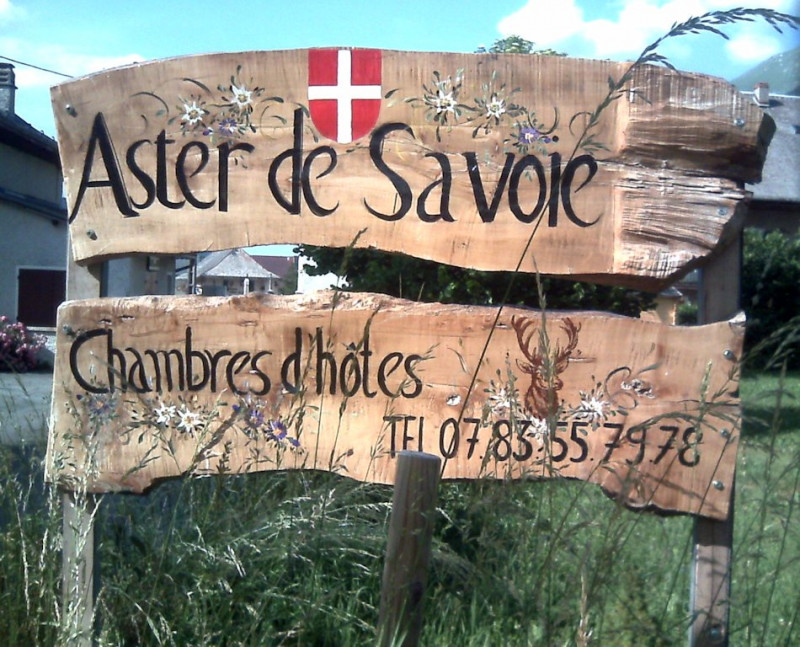 Aster de Savoie
Chambres d'hôtes
TEl 07.83.55.79.78